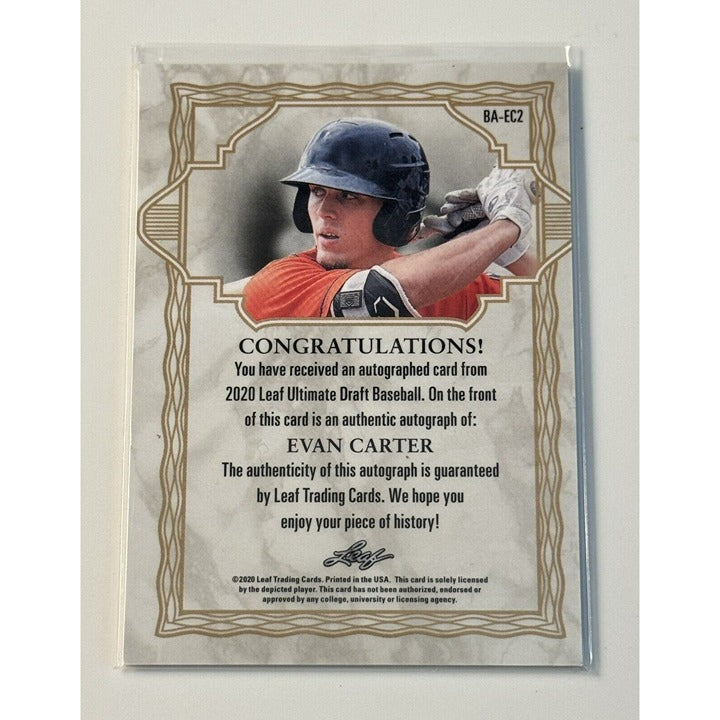 BA-EC2
CONGRATULATIONS!
You have received an autographed card from
2020 Leaf Ultimate Draft Baseball. On the front
of this card is an authentic autograph of:
EVAN CARTER
The authenticity of this autograph is guaranteed
by Leaf Trading Cards. We hope you
enjoy your piece of history!
Leaf
©2020 Leaf Trading Cards. Printed in the USA. This card is solely licensed
by the depicted player. This card has not been authorized, endorsed or
approved by any college, university or licensing agency.